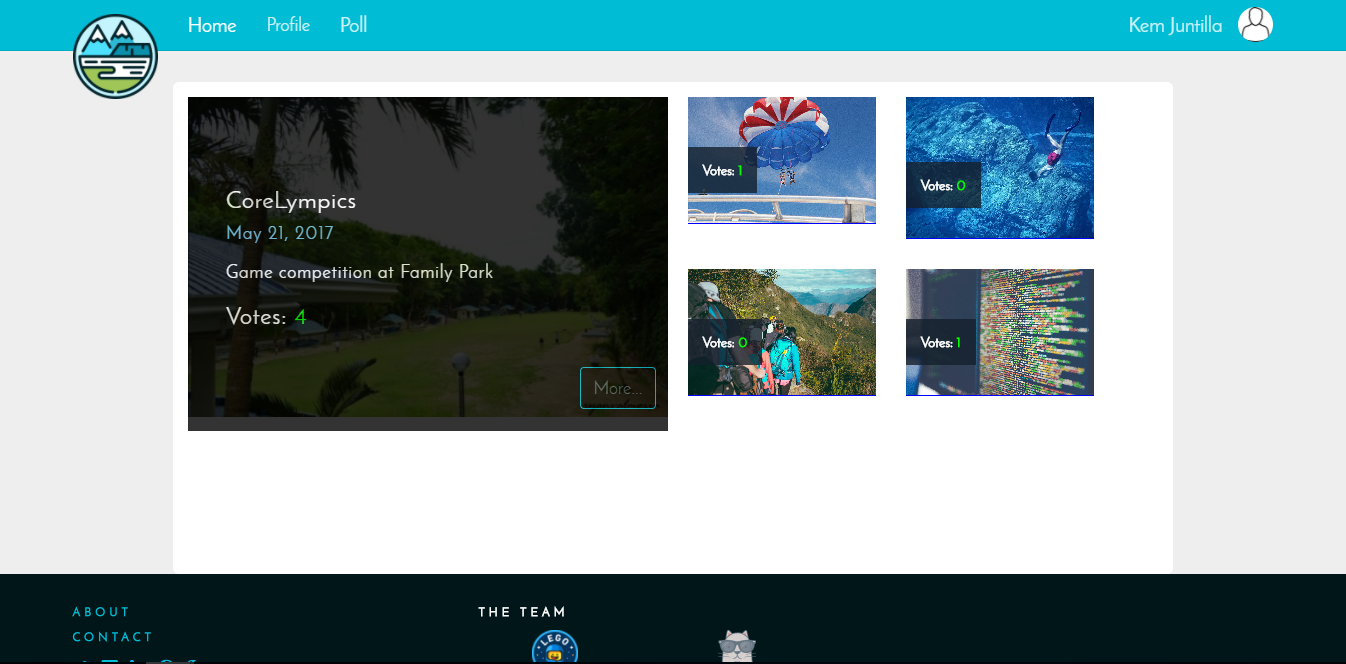 Home
Profile
Poll
Kem Juntilla
CoreLympics
May 21, 2017
Game competition at Family Park
Votes: 4
More...
Votes: 1
Votes: 0
Votes: 0
Votes: 1
ABOUT
CONTACT
THE TEAM
LEGO